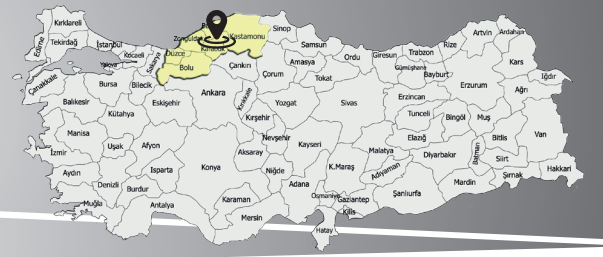 Kırklareli
Edirne
Tekirdağ
İstanbul
Kocaeli
Yalova
Sakarya
Düzce
Bolu
Zonguldak
Karabük
Kastamonu
Sinop
Samsun
Ordu
Giresun
Trabzon
Rize
Artvin
Ardahan
Kars
Iğdır
Ağrı
Erzurum
Bayburt
Gümüşhane
Çanakkale
Bursa
Bilecik
Balıkesir
Kütahya
Eskişehir
Ankara
Çankırı
Çorum
Amasya
Tokat
Kırıkkale
Yozgat
Sivas
Erzincan
Tunceli
Bingöl
Muş
Kırşehir
Manisa
Uşak
Afyon
İzmir
Aydın
Denizli
Burdur
Isparta
Muğla
Antalya
Konya
Aksaray
Nevşehir
Kayseri
Niğde
Karaman
Mersin
Adana
K.Maraş
Malatya
Elazığ
Diyarbakır
Adıyaman
Osmaniye
Gaziantep
Kilis
Hatay
Şanlıurfa
Mardin
Batman
Bitlis
Siirt
Şırnak
Van
Hakkari